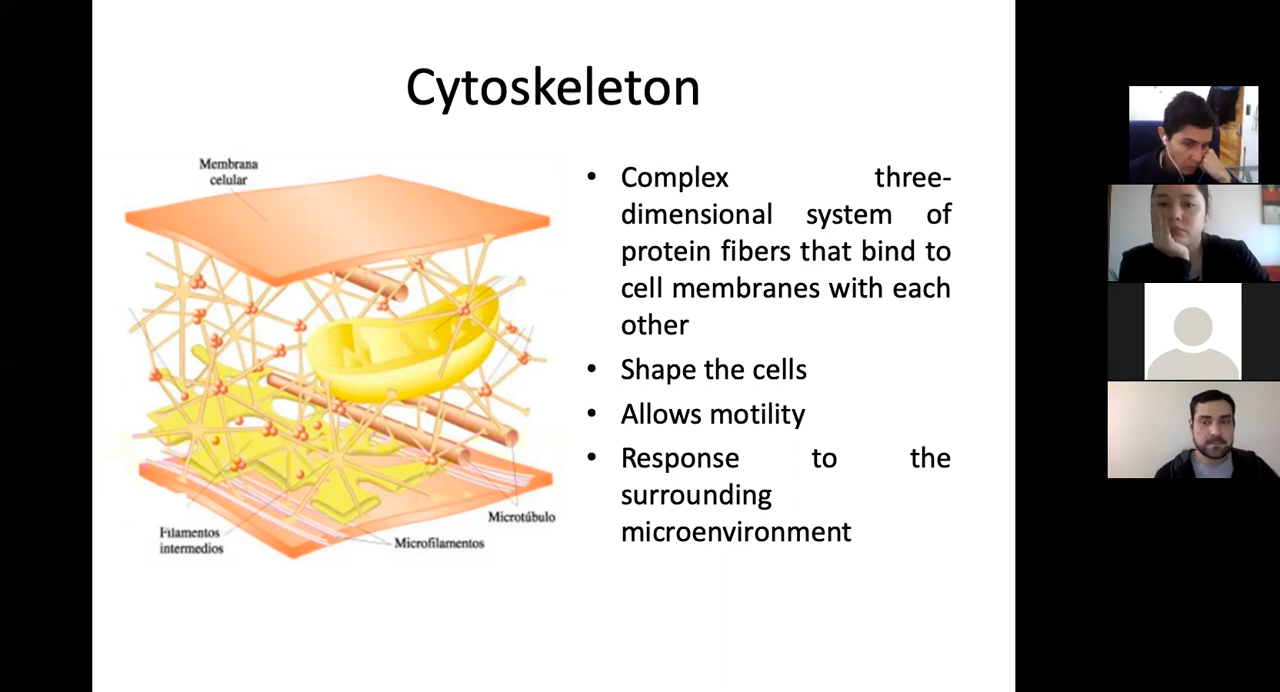 Cytoskeleton
Membrana
celular
Filamentos
intermedios
Microfilamentos
Microtúbulo
• Complex three-
dimensional system of
protein fibers that bind to
cell membranes with each
other
• Shape the cells
• Allows motility
• Response to the
surrounding
microenvironment